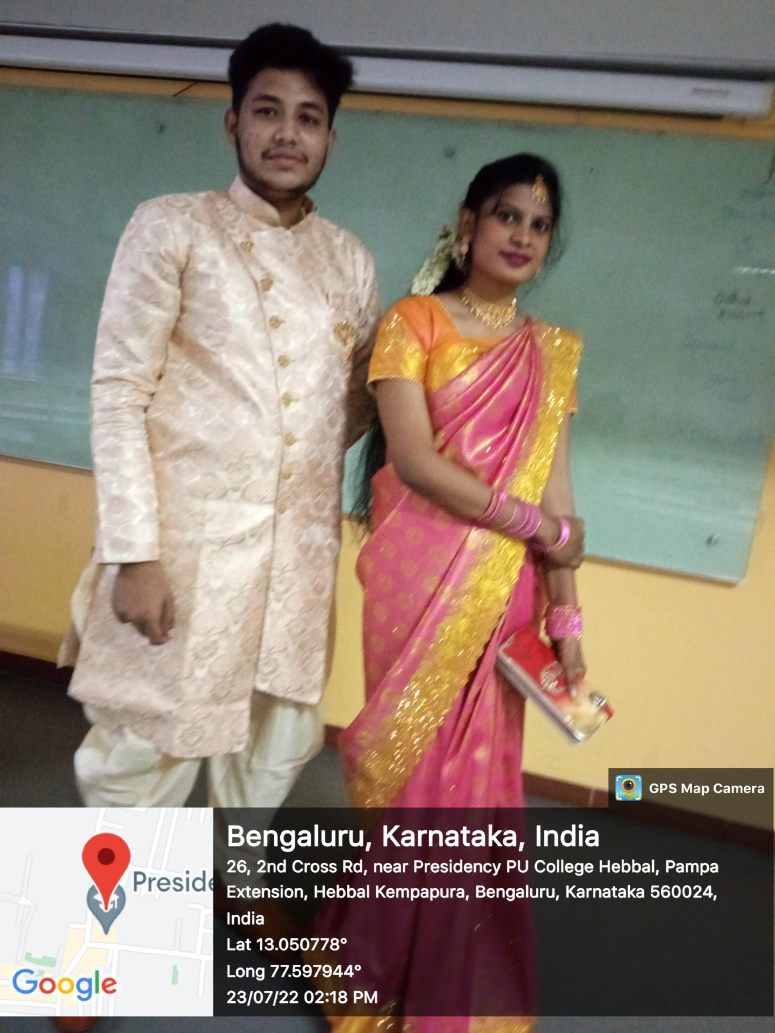 GPS Map Camera
Bengaluru, Karnataka, India
26, 2nd Cross Rd, near Presidency PU College Hebbal, Pampa
Extension, Hebbal Kempapura, Bengaluru, Karnataka 560024,
India
Lat 13.050778°
Long 77.597944°
23/07/22 02:18 PM
Preside
Google